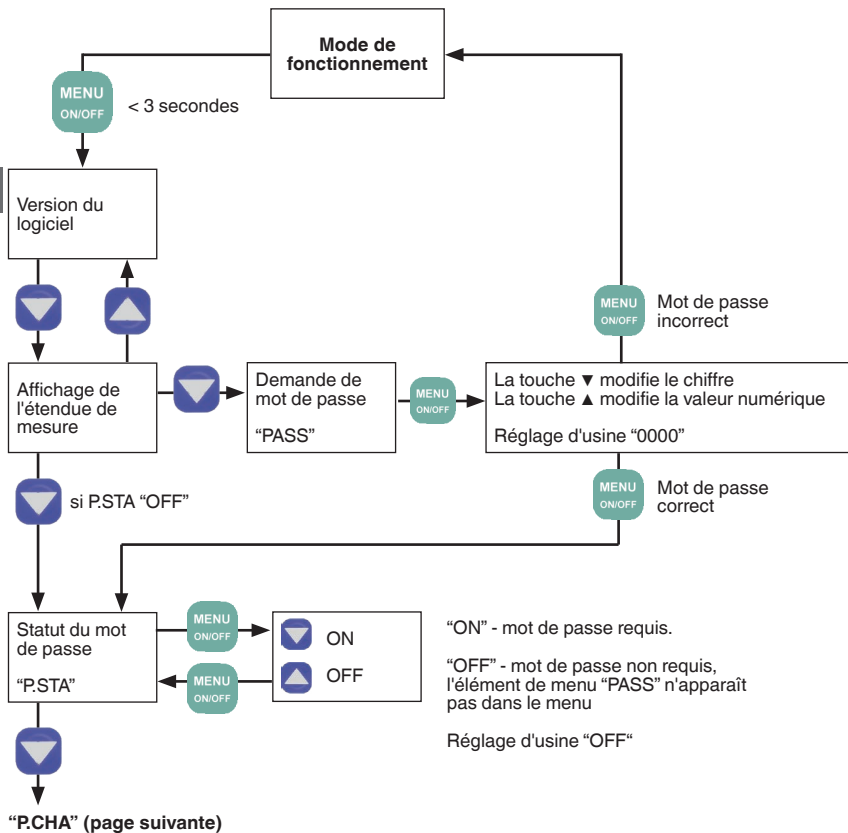 Mode de
fonctionnement
MENU
ON/OFF
< 3 secondes
Version du
logiciel
MENU
ON/OFF
Mot de passe
incorrect
Affichage de
l'étendue de
mesure
Demande de
mot de passe
“PASS”
MENU
ON/OFF
La touche ▼ modifie le chiffre
La touche ▲ modifie la valeur numérique
Réglage d'usine “0000”
si P.STA “OFF”
MENU
ON/OFF
Mot de passe
correct
Statut du mot
de passe
“P.STA”
MENU
ON/OFF
MENU
ON/OFF
ON
OFF
“ON” - mot de passe requis.
“OFF” - mot de passe non requis,
l'élément de menu “PASS” n'apparaît
pas dans le menu
Réglage d'usine “OFF“
“P.CHA” (page suivante)